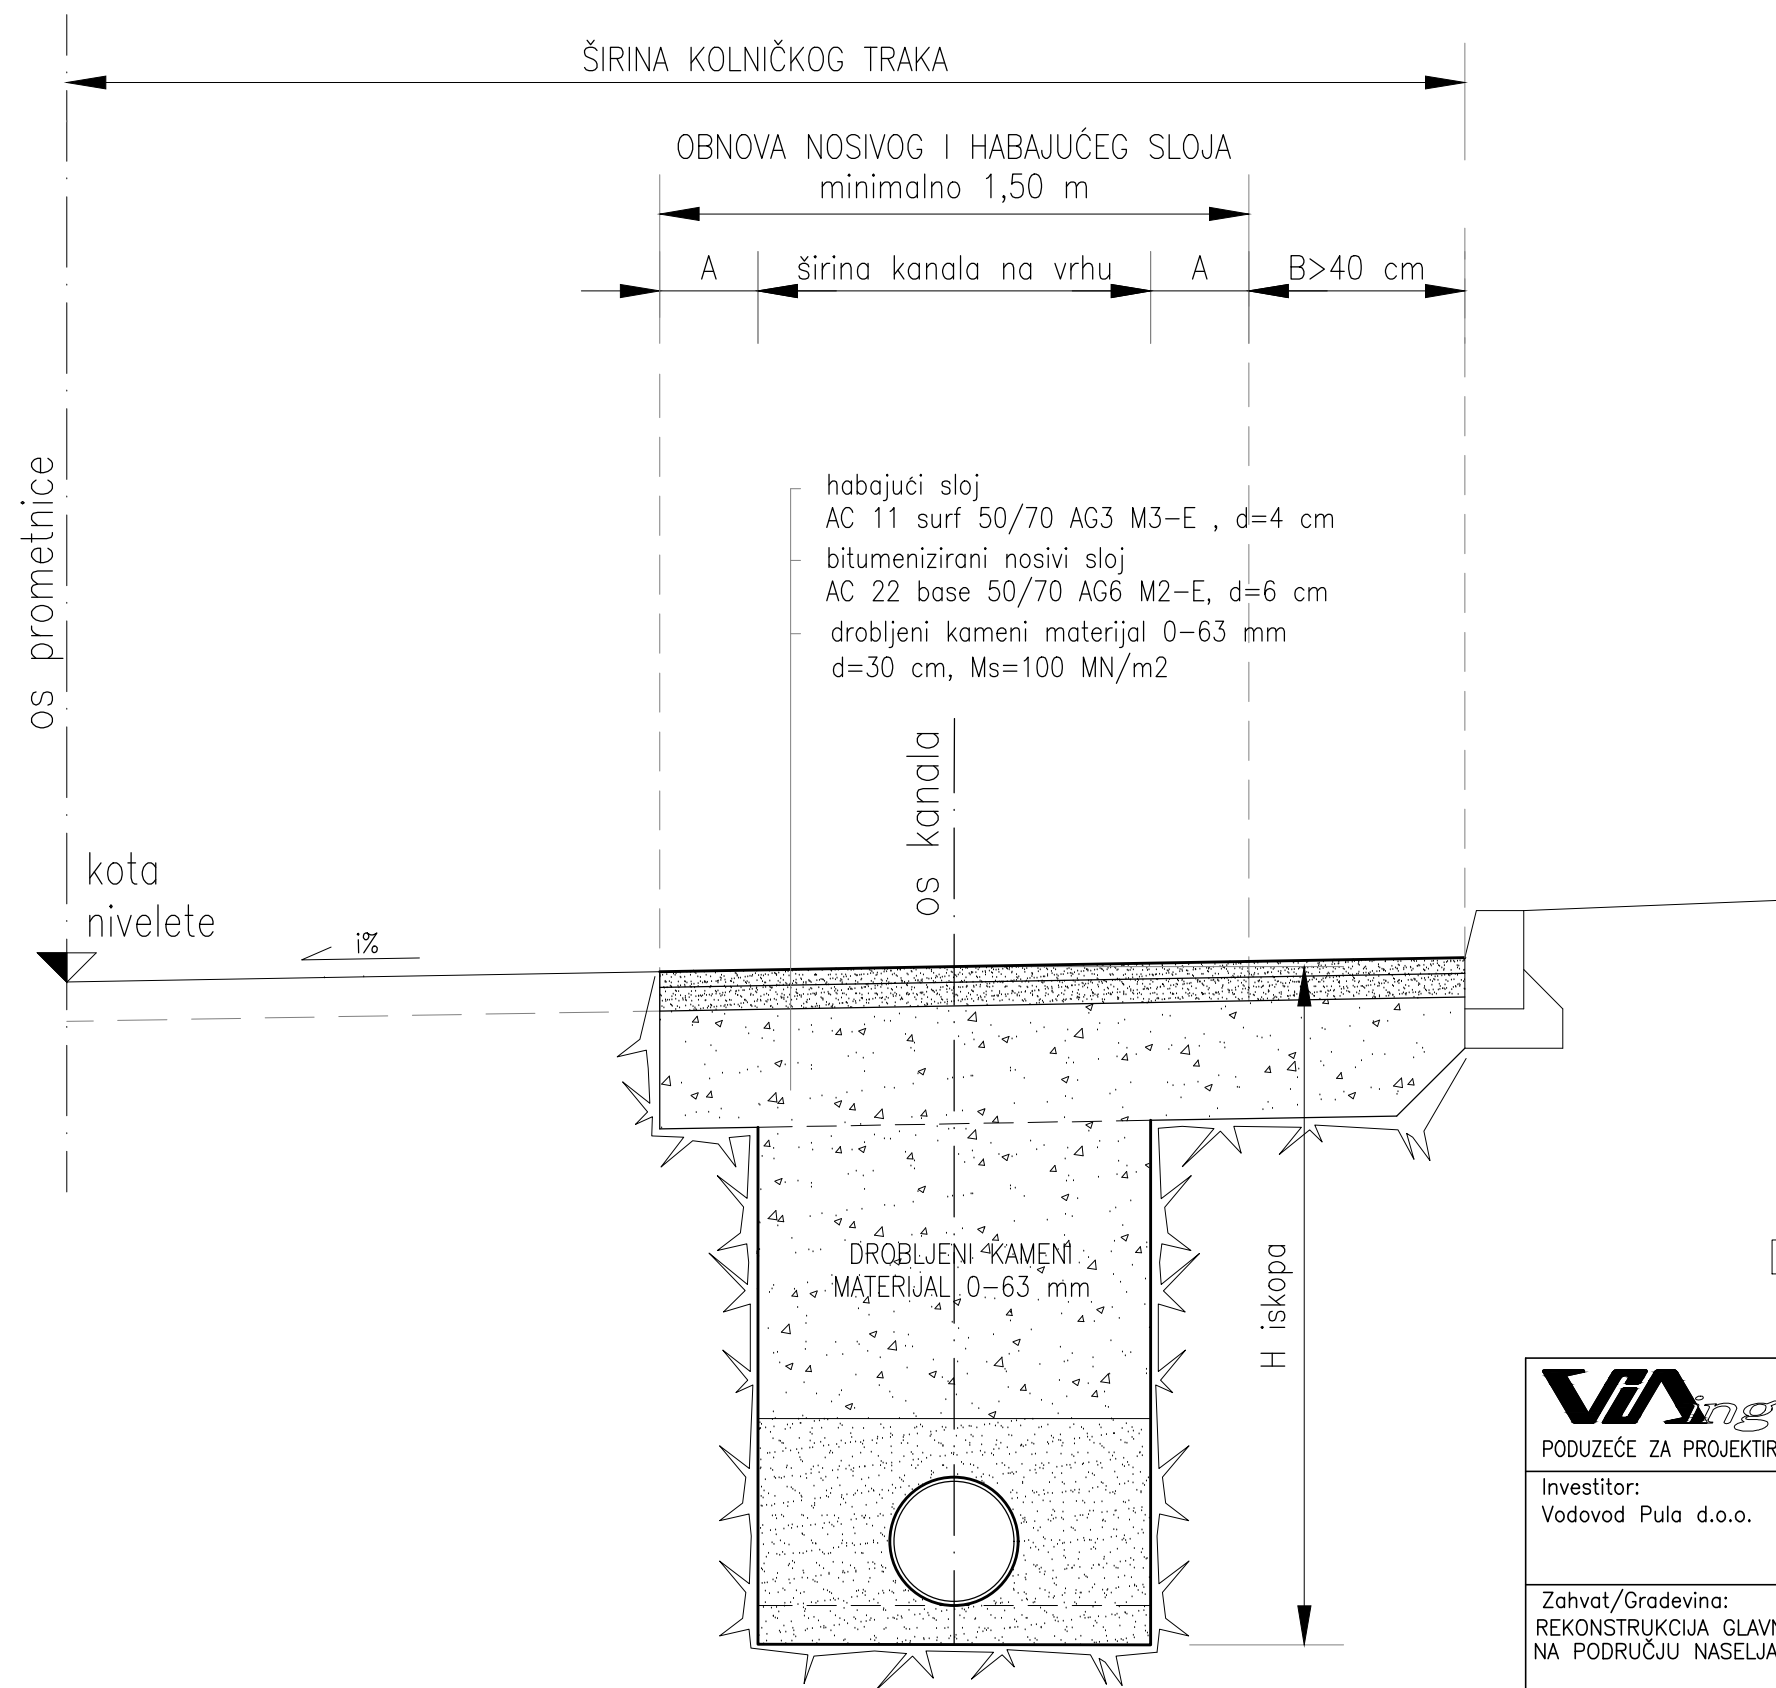 ŠIRINA KOLNIČKOG TRAKA
OBNOVA NOSIVOG I HABAJUĆEG SLOJA
minimalno 1,50 m
A
širina kanala na vrhu
A
B>40 cm
habajući sloj
AC 11 surf 50/70 AG3 M3-E , d=4 cm
bitumenizirani nosivi sloj
AC 22 base 50/70 AG6 M2-E, d=6 cm
drobljeni kameni materijal 0-63 mm
d=30 cm, Ms=100 MN/m2
os prometnice
os kanala
kota
nivelete
i%
DROBLJENI KAMENI
MATERIJAL 0-63 mm
H iskopa
VIAing
PODUZEĆE ZA PROJEKTIR
Investitor:
Vodovod Pula d.o.o.
Zahvat/Gradevina:
REKONSTRUKCIJA GLAVN
NA PODRUČJU NASELJA